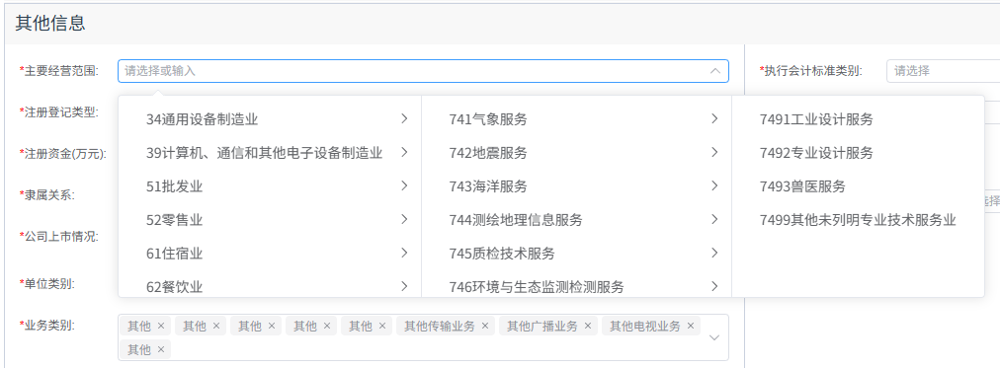 其他信息
*主要经营范围: 请选择或输入
*执行会计标准类别: 请选择
*注册登记类型:
*注册资金(万元):
*隶属关系:
*公司上市情况:
*单位类别:
34通用设备制造业
39计算机、通信和其他电子设备制造业
51批发业
52零售业
61住宿业
62餐饮业
741气象服务
742地震服务
743海洋服务
744测绘地理信息服务
745质检技术服务
746环境与生态监测检测服务
7491工业设计服务
7492专业设计服务
7493兽医服务
7499其他未列明专业技术服务业
选择
*业务类别: 其他 × 其他 × 其他 × 其他 × 其他 × 其他传输业务 × 其他广播业务 × 其他电视业务 ×
其他 ×